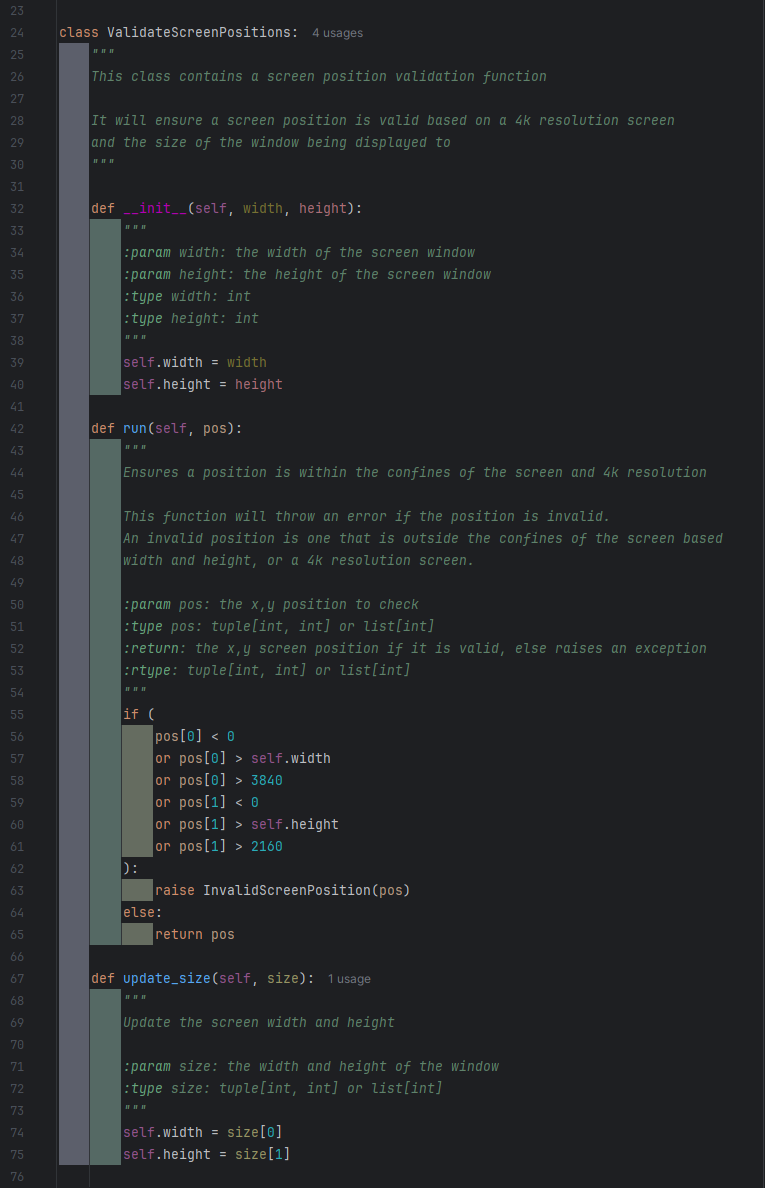 23
24 class ValidateScreenPositions: 4 usages
25 """
26 This class contains a screen position validation function
27
28 It will ensure a screen position is valid based on a 4k resolution screen
29 and the size of the window being displayed to
30 """
31
32 def __init__(self, width, height):
33 """
34 :param width: the width of the screen window
35 :param height: the height of the screen window
36 :type width: int
37 :type height: int
38 """
39 self.width = width
40 self.height = height
41
42 def run(self, pos):
43 """
44 Ensures a position is within the confines of the screen and 4k resolution
45
46 This function will throw an error if the position is invalid.
47 An invalid position is one that is outside the confines of the screen based
48 width and height, or a 4k resolution screen.
49
50 :param pos: the x,y position to check
51 :type pos: tuple[int, int] or list[int]
52 :return: the x,y screen position if it is valid, else raises an exception
53 :rtype: tuple[int, int] or list[int]
54 """
55 if (
56 pos[0] < 0
57 or pos[0] > self.width
58 or pos[0] > 3840
59 or pos[1] < 0
60 or pos[1] > self.height
61 or pos[1] > 2160
62 ):
63 raise InvalidScreenPosition(pos)
64 else:
65 return pos
66
67 def update_size(self, size): 1 usage
68 """
69 Update the screen width and height
70
71 :param size: the width and height of the window
72 :type size: tuple[int, int] or list[int]
73 """
74 self.width = size[0]
75 self.height = size[1]
76